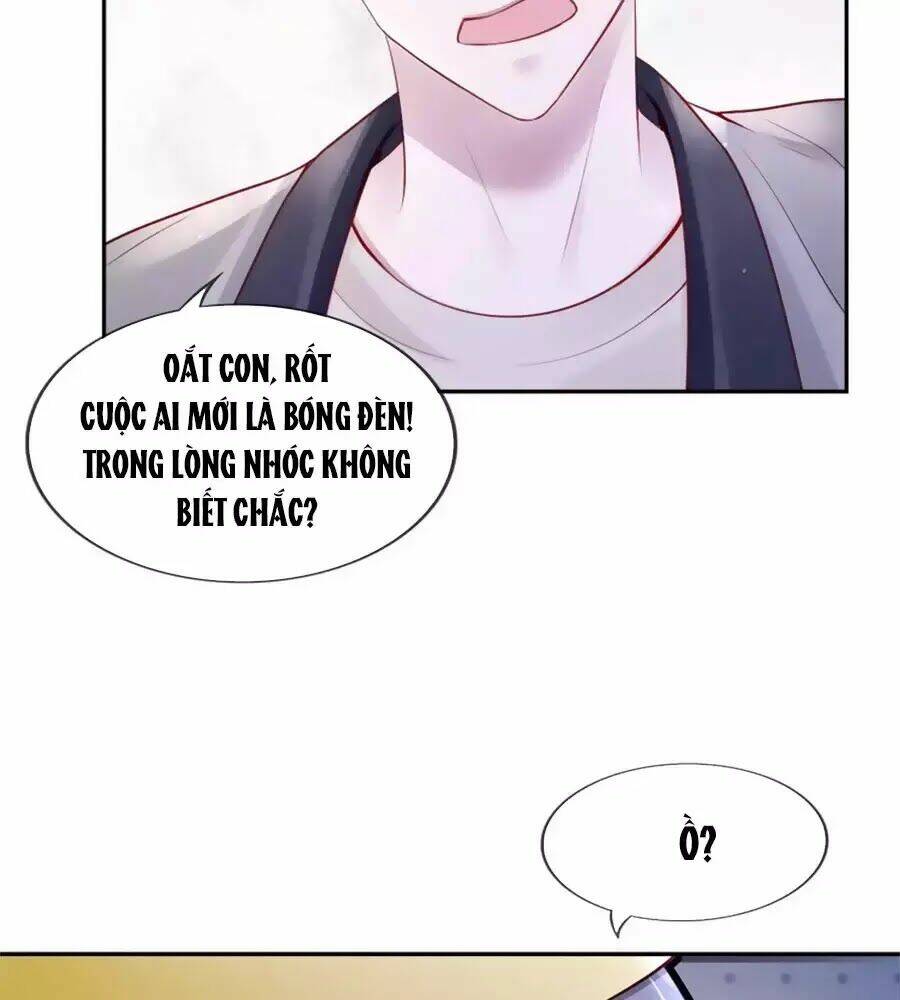 OẮT CON, RỐT
CUỘC AI MỚI LÀ BÓNG ĐÈN!
TRONG LÒNG NHÓC KHÔNG
BIẾT CHẮC?
Ồ?